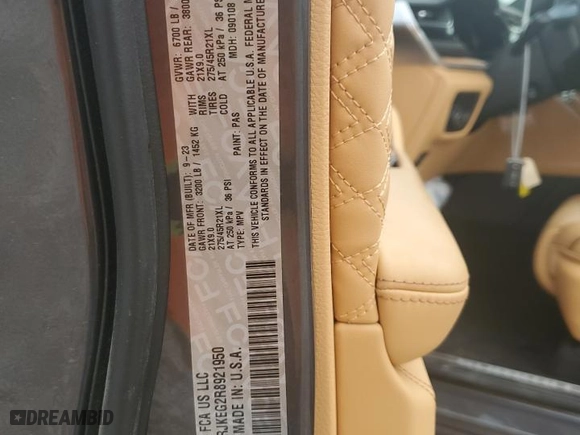 FCA US LLC
DATE OF MFR (BUILT): 9-23
GVWR: 6700 LB /
GAWR FRONT: 3200 LB / 1452 KG WITH
GAWR REAR: 3800
21X9.0 RIMS 21X9.0
275/45R21XL TIRES 275/45R21XL
AT 250 kPa / 36 PSI COLD AT 250 kPa / 36 PSI
TYPE: MPV PAINT: PAS MDH: 090108
THIS VEHICLE CONFORMS TO ALL APPLICABLE U.S.A. FEDERAL
STANDARDS IN EFFECT ON THE DATE OF MANUFACTURE
RJKEG2R8921950
MADE IN: U.S.A.
DREAMBID